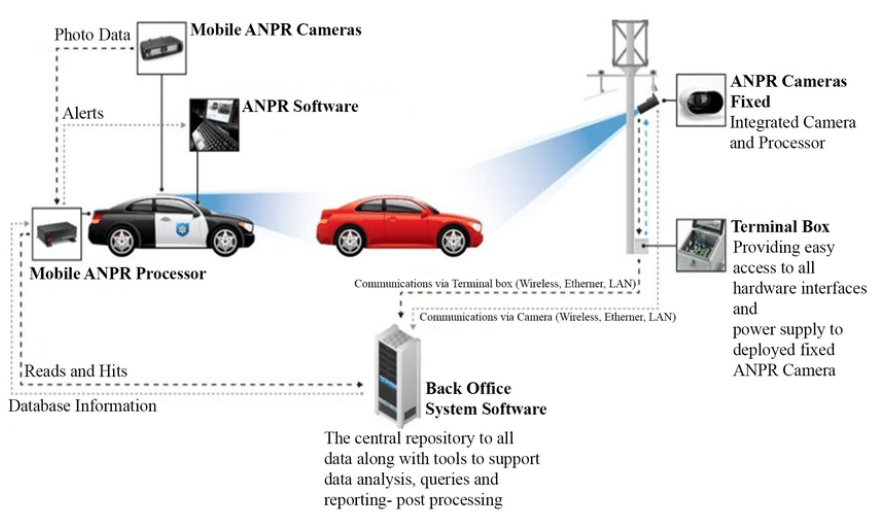 Photo Data
Mobile ANPR Cameras
ANPR Software
Alerts
Mobile ANPR Processor
ANPR Cameras
Fixed
Integrated Camera
and Processor
Terminal Box
Providing easy
access to all
hardware interfaces
and
power supply to
deployed fixed
ANPR Camera
Communications via Terminal box (Wireless, Etherner, LAN)
Communications via Camera (Wireless, Etherner, LAN)
Reads and Hits
Database Information
Back Office
System Software
The central repository to all
data along with tools to support
data analysis, queries and
reporting- post processing